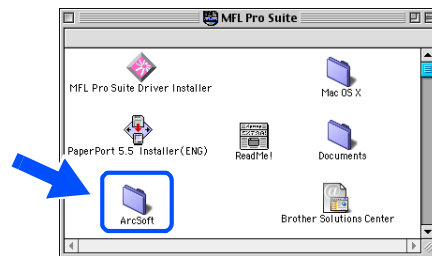 MFL Pro Suite
MFL Pro Suite Driver Installer
Mac OS X
PaperPort 5.5 Installer(ENG)
ReadMe!
Documents
ArcSoft
Brother Solutions Center